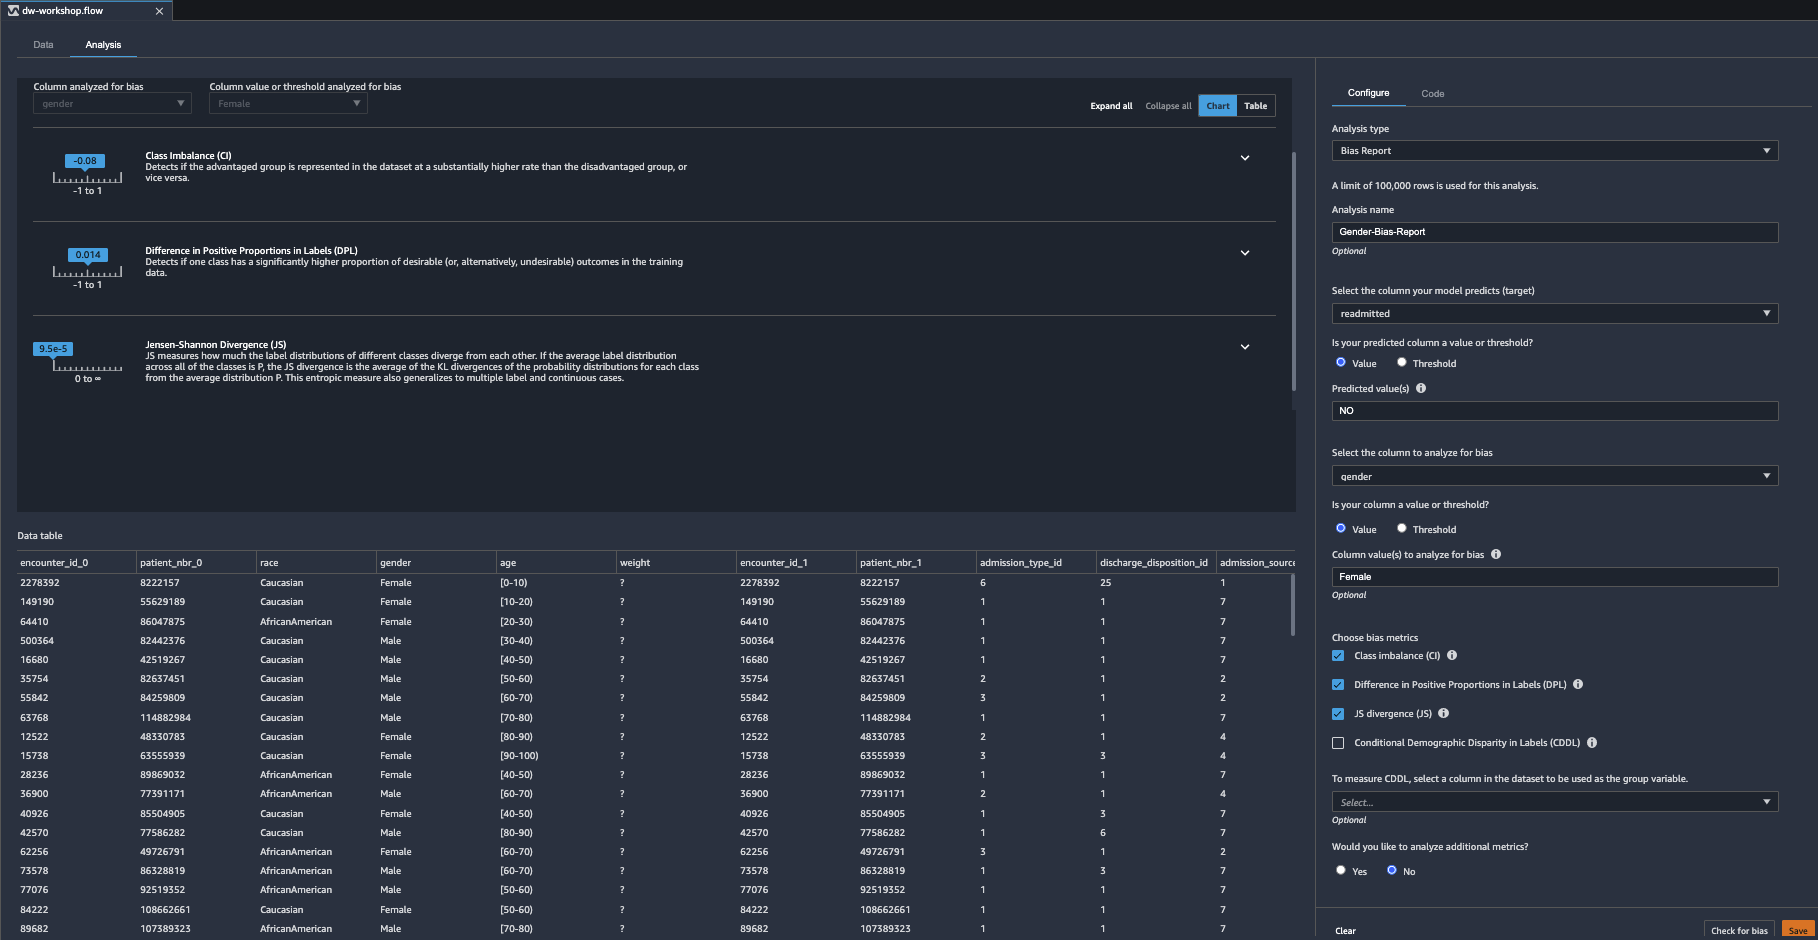 dw-workshop.flow
Data Analysis
Column analyzed for bias Column value or threshold analyzed for bias
gender Female
Expand all Collapse all Chart Table
-0.08
-1 to 1
Class Imbalance (CI)
Detects if the advantaged group is represented in the dataset at a substantially higher rate than the disadvantaged group, or
vice versa.
0.014
-1 to 1
Difference in Positive Proportions in Labels (DPL)
Detects if one class has a significantly higher proportion of desirable (or, alternatively, undesirable) outcomes in the training
data.
9.5e-5
0 to ∞
Jensen-Shannon Divergence (JS)
JS measures how much the label distributions of different classes diverge from each other. If the average label distribution
across all of the classes is P, the JS divergence is the average of the KL divergences of the probability distributions for each class
from the average distribution P. This entropic measure also generalizes to multiple label and continuous cases.
Data table
encounter_id_0 patient_nbr_0 race gender age weight encounter_id_1 patient_nbr_1 admission_type_id discharge_disposition_id admission_source
2278392 8222157 Caucasian Female [0-10) ? 2278392 8222157 6 25 1
149190 55629189 Caucasian Female [10-20) ? 149190 55629189 1 1 7
64410 86047875 AfricanAmerican Female [20-30) ? 64410 86047875 1 1 7
500364 82442376 Caucasian Male [30-40) ? 500364 82442376 1 1 7
16680 42519267 Caucasian Male [40-50) ? 16680 42519267 1 1 7
35754 82637451 Caucasian Male [50-60) ? 35754 82637451 2 1 2
55842 84259809 Caucasian Male [60-70) ? 55842 84259809 3 1 2
63768 114882984 Caucasian Male [70-80) ? 63768 114882984 1 1 7
12522 48330783 Caucasian Female [80-90) ? 12522 48330783 2 1 4
15738 63555939 Caucasian Female [90-100) ? 15738 63555939 3 3 4
28236 89869032 AfricanAmerican Female [40-50) ? 28236 89869032 1 1 7
36900 77391171 AfricanAmerican Male [60-70) ? 36900 77391171 2 1 4
40926 85504905 Caucasian Female [40-50) ? 40926 85504905 1 3 7
42570 77586282 Caucasian Male [80-90) ? 42570 77586282 1 6 7
62256 49726791 AfricanAmerican Female [60-70) ? 62256 49726791 3 1 2
73578 86328819 AfricanAmerican Male [60-70) ? 73578 86328819 1 3 7
77076 92519352 AfricanAmerican Male [50-60) ? 77076 92519352 1 1 7
84222 108662661 Caucasian Female [50-60) ? 84222 108662661 1 1 7
89682 107389323 AfricanAmerican Male [70-80) ? 89682 107389323 1 1 7
Configure Code
Analysis type
Bias Report
A limit of 100,000 rows is used for this analysis.
Analysis name
Gender-Bias-Report
Optional
Select the column your model predicts (target)
readmitted
Is your predicted column a value or threshold?
Value Threshold
Predicted value(s)
NO
Select the column to analyze for bias
gender
Is your column a value or threshold?
Value Threshold
Column value(s) to analyze for bias
Female
Optional
Choose bias metrics
Class imbalance (CI)
Difference in Positive Proportions in Labels (DPL)
JS divergence (JS)
Conditional Demographic Disparity in Labels (CDDL)
To measure CDDL, select a column in the dataset to be used as the group variable.
Select...
Optional
Would you like to analyze additional metrics?
Yes No
Clear Check for bias Save